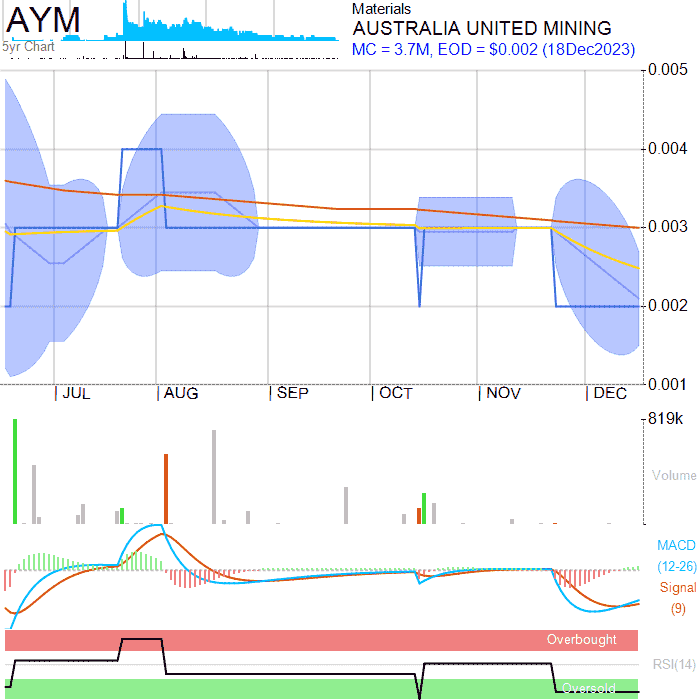 AYM
5yr Chart
Materials
AUSTRALIA UNITED MINING
MC = 3.7M, EOD = $0.002 (18Dec2023)
0.005
0.004
0.003
0.002
0.001
JUL AUG SEP OCT NOV DEC
819k
Volume
MACD
(12-26)
Signal
(9)
Overbought
RSI(14)
Oversold